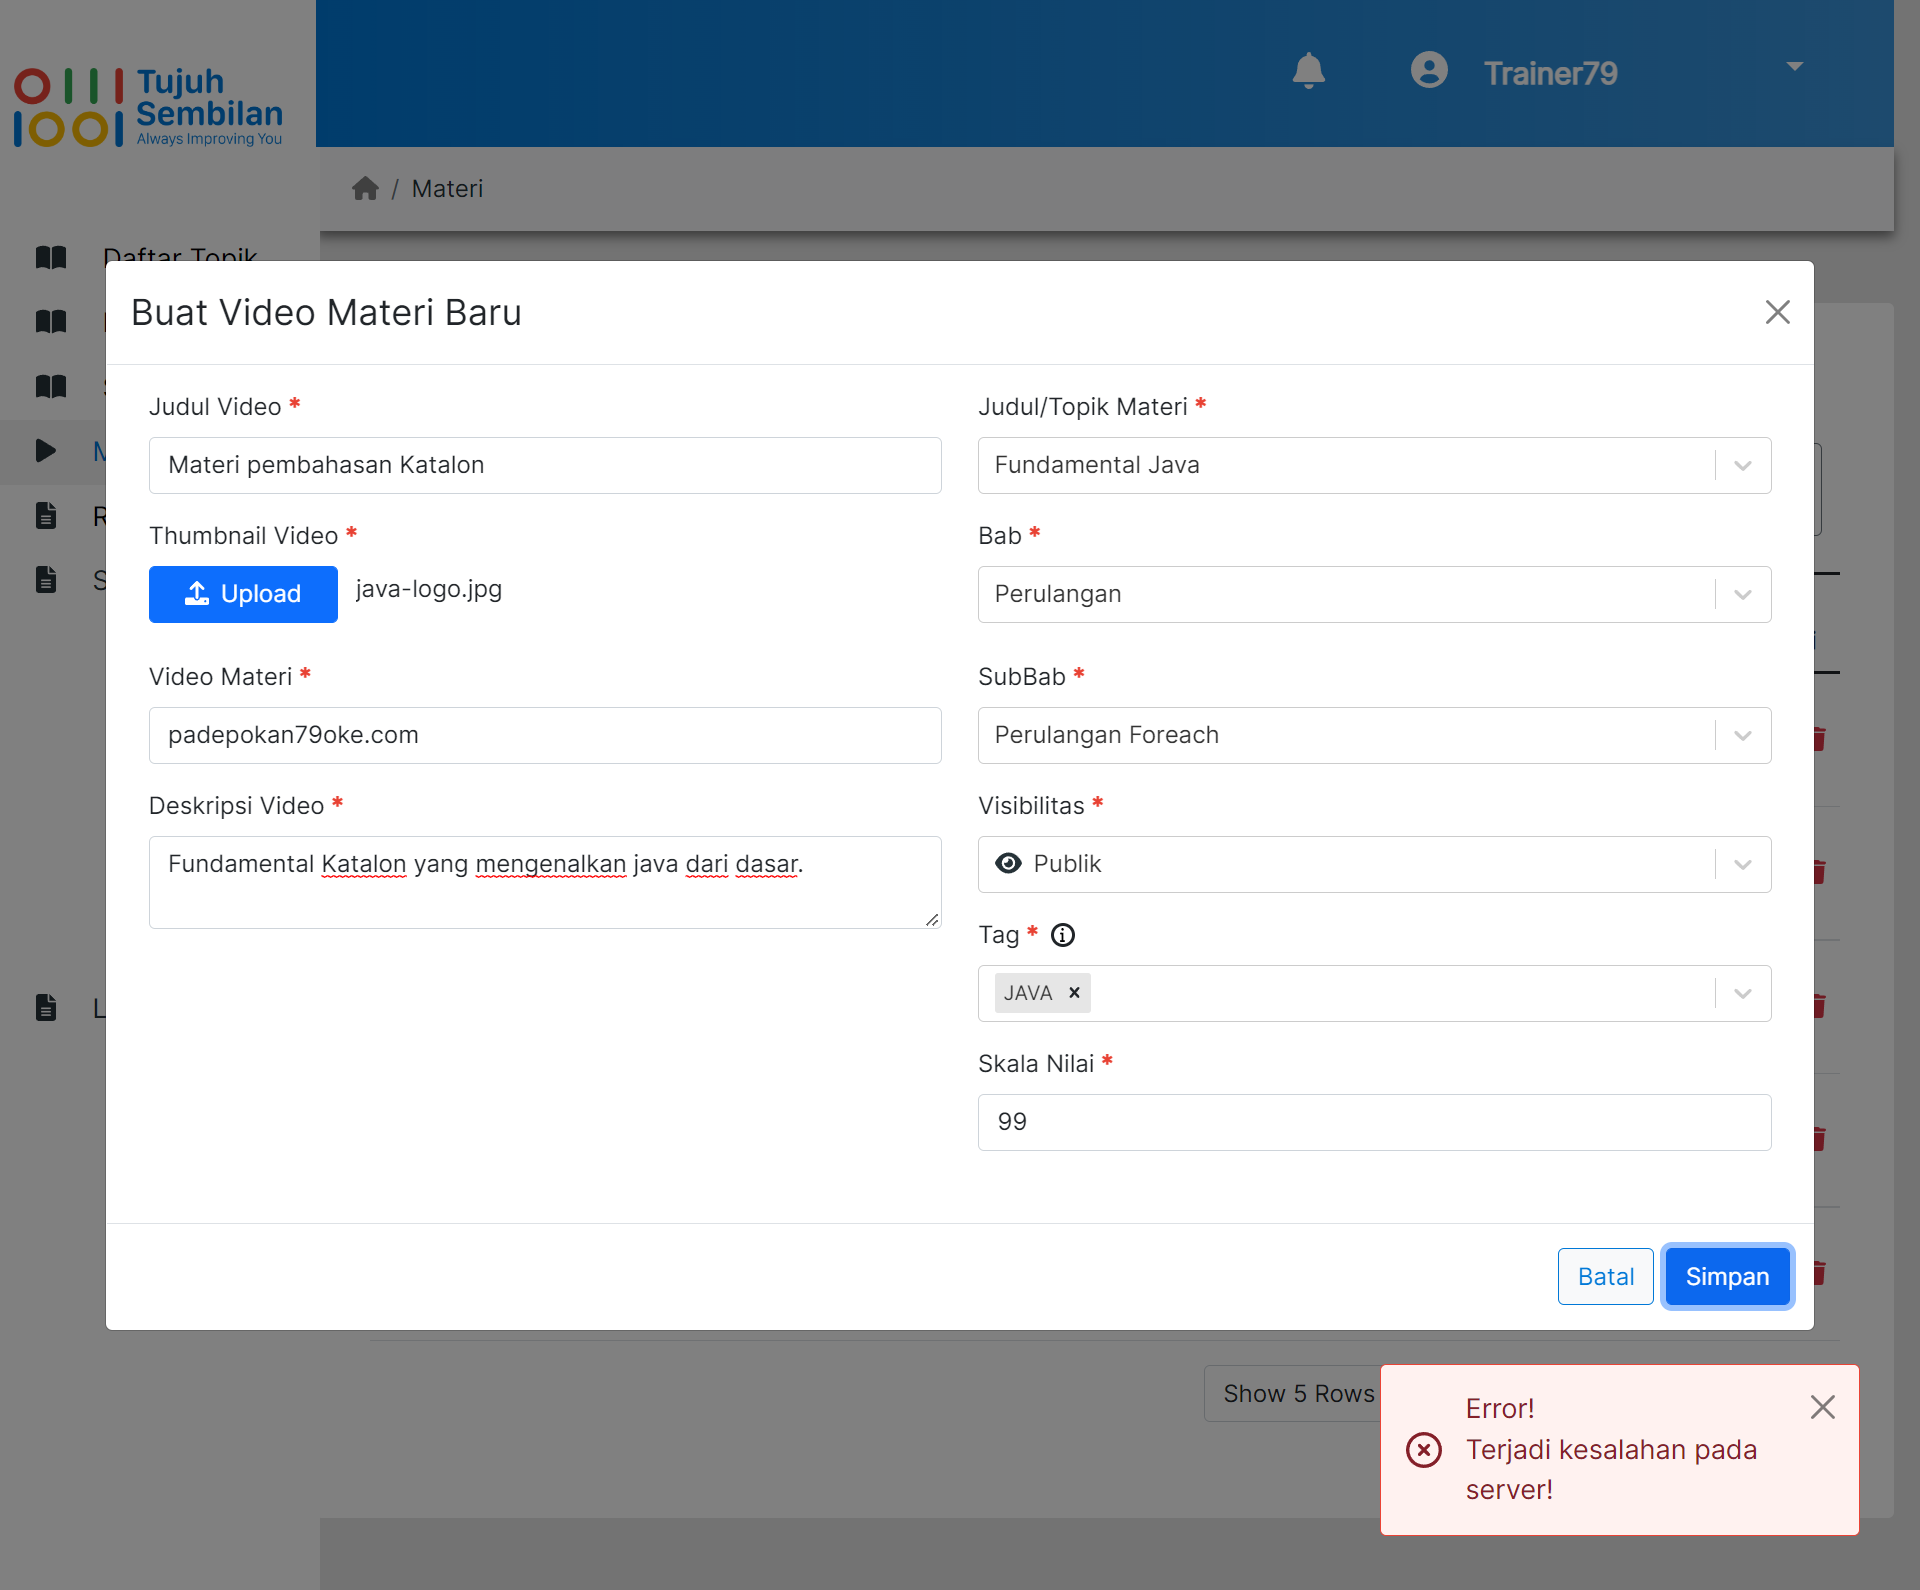 Tujuh
Sembilan
Always Improving You
Trainer79
/ Materi
Daftar Topik
Buat Video Materi Baru
Judul Video *
Materi pembahasan Katalon
Thumbnail Video *
Upload java-logo.jpg
Video Materi *
padepokan79oke.com
Deskripsi Video *
Fundamental Katalon yang mengenalkan java dari dasar.
Judul/Topik Materi *
Fundamental Java
Bab *
Perulangan
SubBab *
Perulangan Foreach
Visibilitas *
Publik
Tag *
JAVA
Skala Nilai *
99
Batal Simpan
Show 5 Rows
Error!
Terjadi kesalahan pada
server!